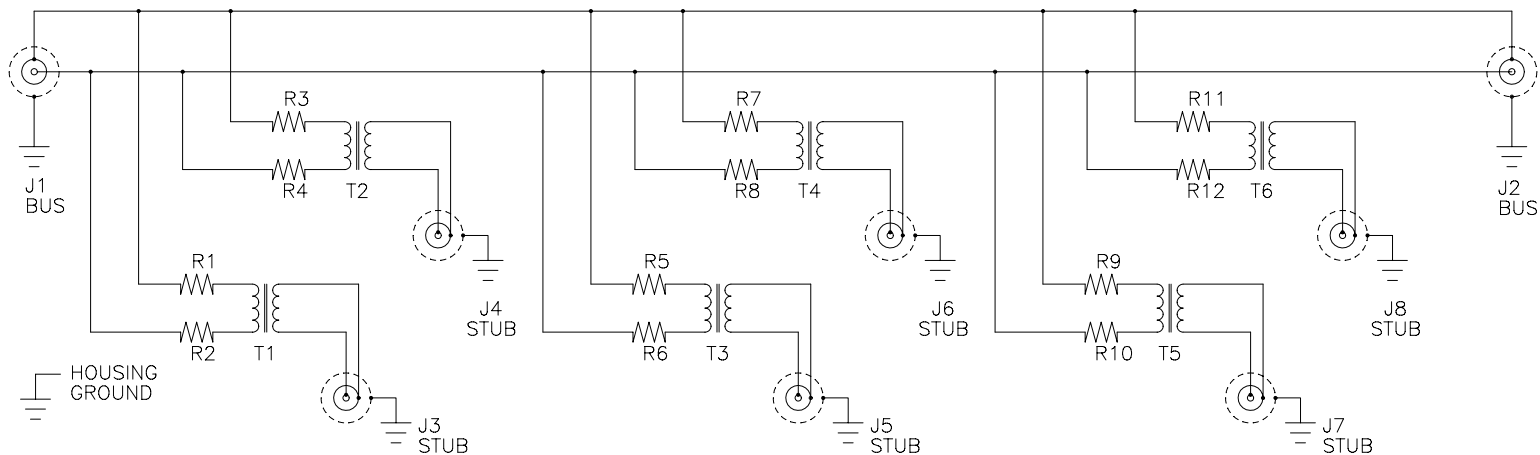 R3
R7
R11
R4
T2
R8
T4
R12
T6
J1
BUS
J2
BUS
R1
R5
R9
J4
STUB
J6
STUB
J8
STUB
R2
T1
R6
T3
R10
T5
HOUSING
GROUND
J3
STUB
J5
STUB
J7
STUB